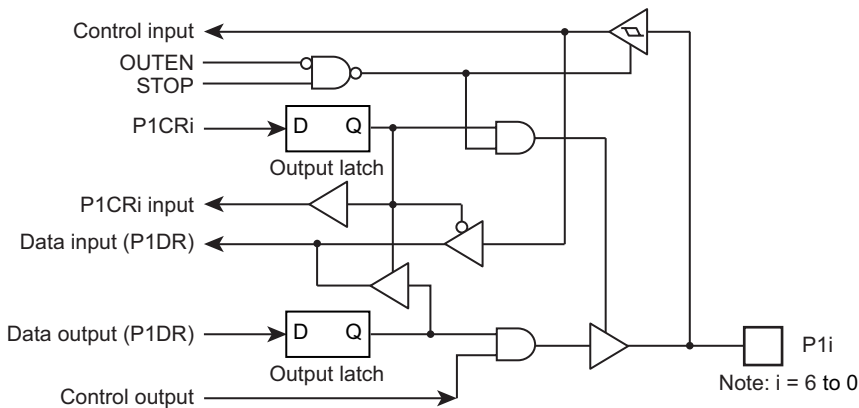 Control input
OUTEN
STOP
P1CRi
D Q
Output latch
P1CRi input
Data input (P1DR)
Data output (P1DR)
D Q
Output latch
P1i
Control output
Note: i = 6 to 0